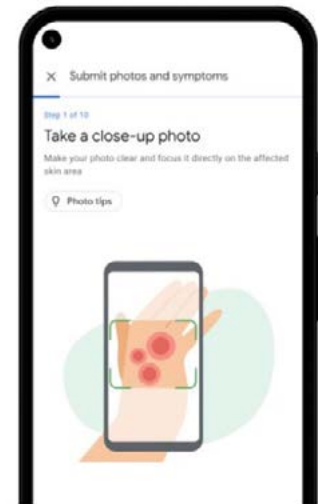 Submit photos and symptoms
Step 1 of 10
Take a close-up photo
Make your photo clear and focus it directly on the affected
skin area
Photo tips